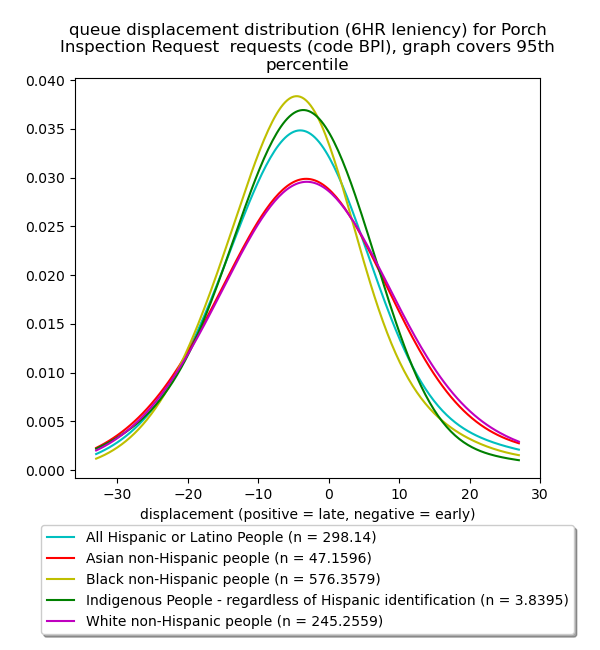 queue displacement distribution (6HR leniency) for Porch
Inspection Request  requests (code BPI), graph covers 95th
percentile
0.040
0.035
0.030
0.025
0.020
0.015
0.010
0.005
0.000
−30 −20 −10 0 10 20 30
displacement (positive = late, negative = early)
All Hispanic or Latino People (n = 298.14)
Asian non-Hispanic people (n = 47.1596)
Black non-Hispanic people (n = 576.3579)
Indigenous People - regardless of Hispanic identification (n = 3.8395)
White non-Hispanic people (n = 245.2559)